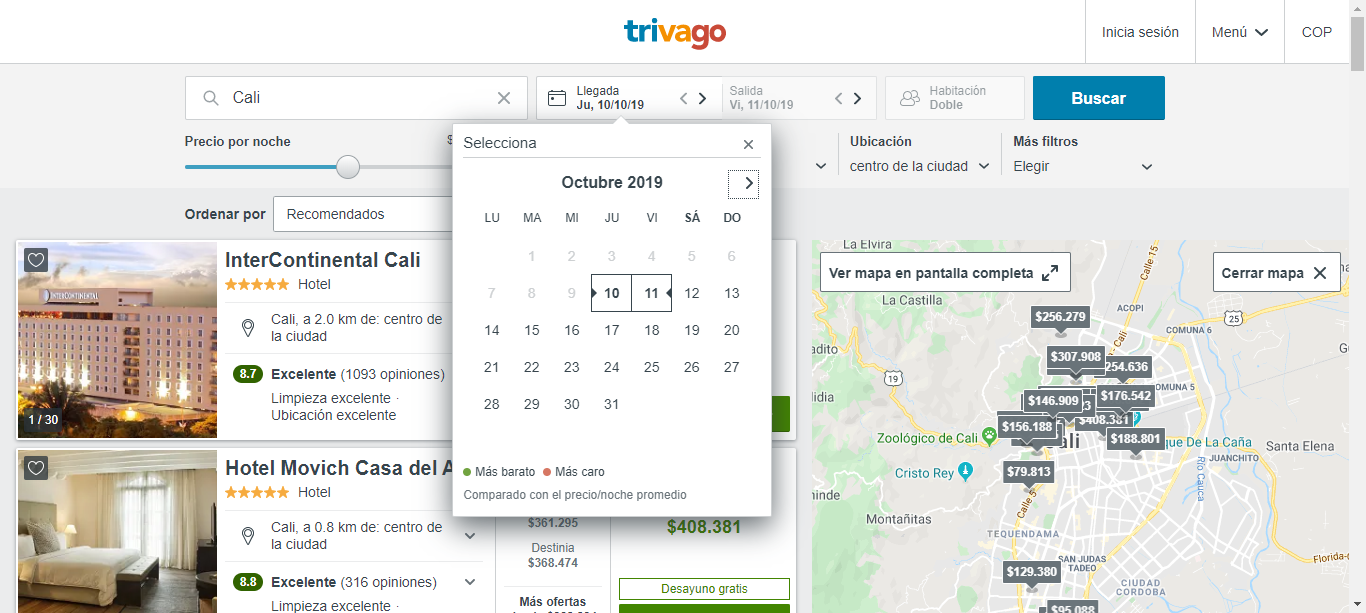 trivago
Inicia sesión
Menú
COP
Cali
Llegada
Ju, 10/10/19
Salida
Vi, 11/10/19
Habitación
Doble
Buscar
Precio por noche
$
Ubicación
centro de la ciudad
Más filtros
Elegir
Ordenar por
Recomendados
Selecciona
Octubre 2019
LU MA MI JU VI SÁ DO
1 2 3 4 5 6
7 8 9 10 11 12 13
14 15 16 17 18 19 20
21 22 23 24 25 26 27
28 29 30 31
Más barato
Más caro
Comparado con el precio/noche promedio
INTERCONTINENTAL
1 / 30
InterContinental Cali
Hotel
Cali, a 2.0 km de: centro de
la ciudad
8.7 Excelente (1093 opiniones)
Limpieza excelente ·
Ubicación excelente
Hotel Movich Casa del A
Hotel
Cali, a 0.8 km de: centro de
la ciudad
8.8 Excelente (316 opiniones)
Limpieza excelente ·
$361.295
Destinia
$368.474
Más ofertas
$408.381
Desayuno gratis
La Elvira
Ver mapa en pantalla completa
Cerrar mapa
Calle 15
La Castilla
ACOPI
$256.279
25
COMUNA 6
adito
$307.908
254.636
19
COMUNA 5
lidia
$146.909
$176.542
$156.188
$408.381
$188.801
Zoológico de Cali
ali
que De La Caña
Santa Elena
JUANCHITO
Cristo Rey
$79.813
Río Cauca
inde
Calle 5
Montañitas
TEQUENDAMA
SAN JUDAS
TADEO
Florida-
$129.380
CIUDAD
CORDOBA
$95.088